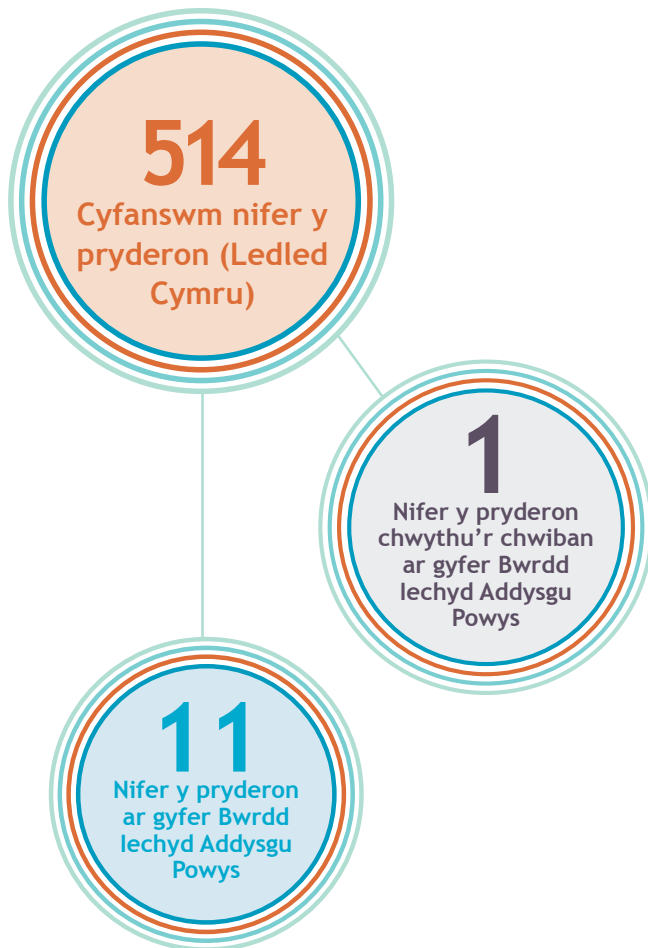 514
Cyfanswm nifer y
pryderon (Ledled
Cymru)
1
Nifer y pryderon
chwythu’r chwiban
ar gyfer Bwrdd
Iechyd Addysgu
Powys
11
Nifer y pryderon
ar gyfer Bwrdd
Iechyd Addysgu
Powys